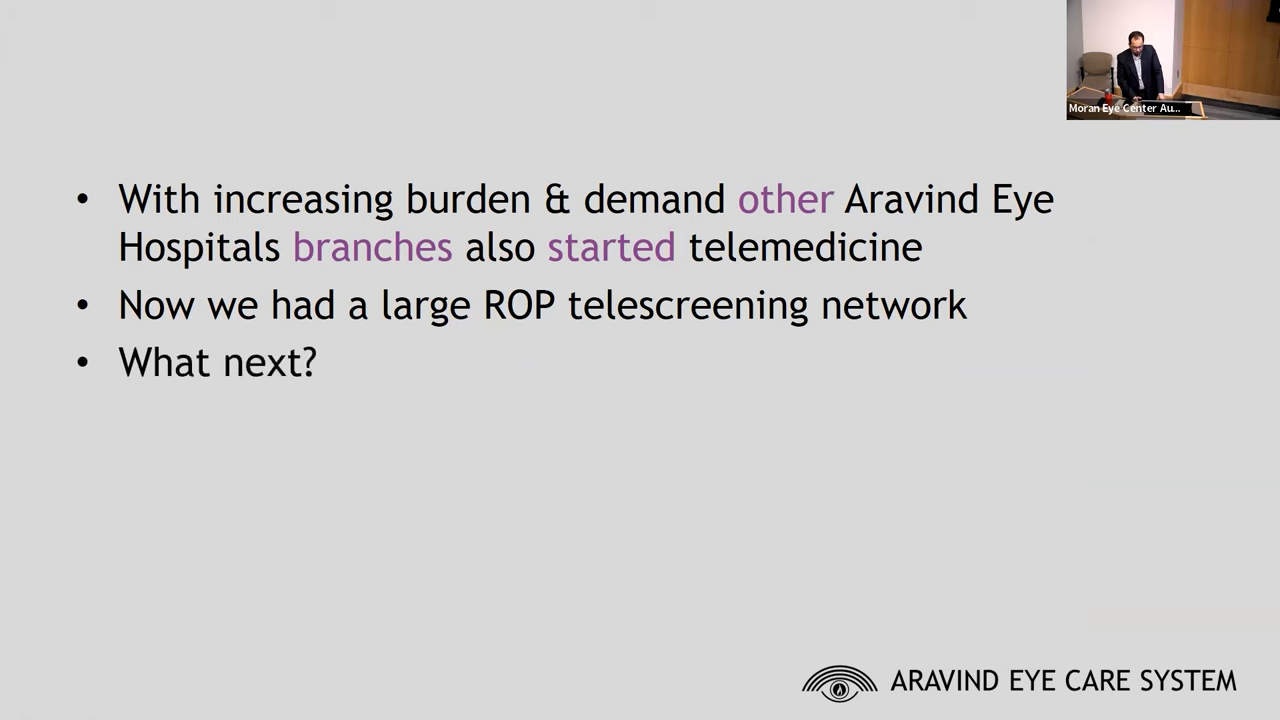 Moran Eye Center Au...
• With increasing burden & demand other Aravind Eye
Hospitals branches also started telemedicine
• Now we had a large ROP telescreening network
• What next?
ARAVIND EYE CARE SYSTEM